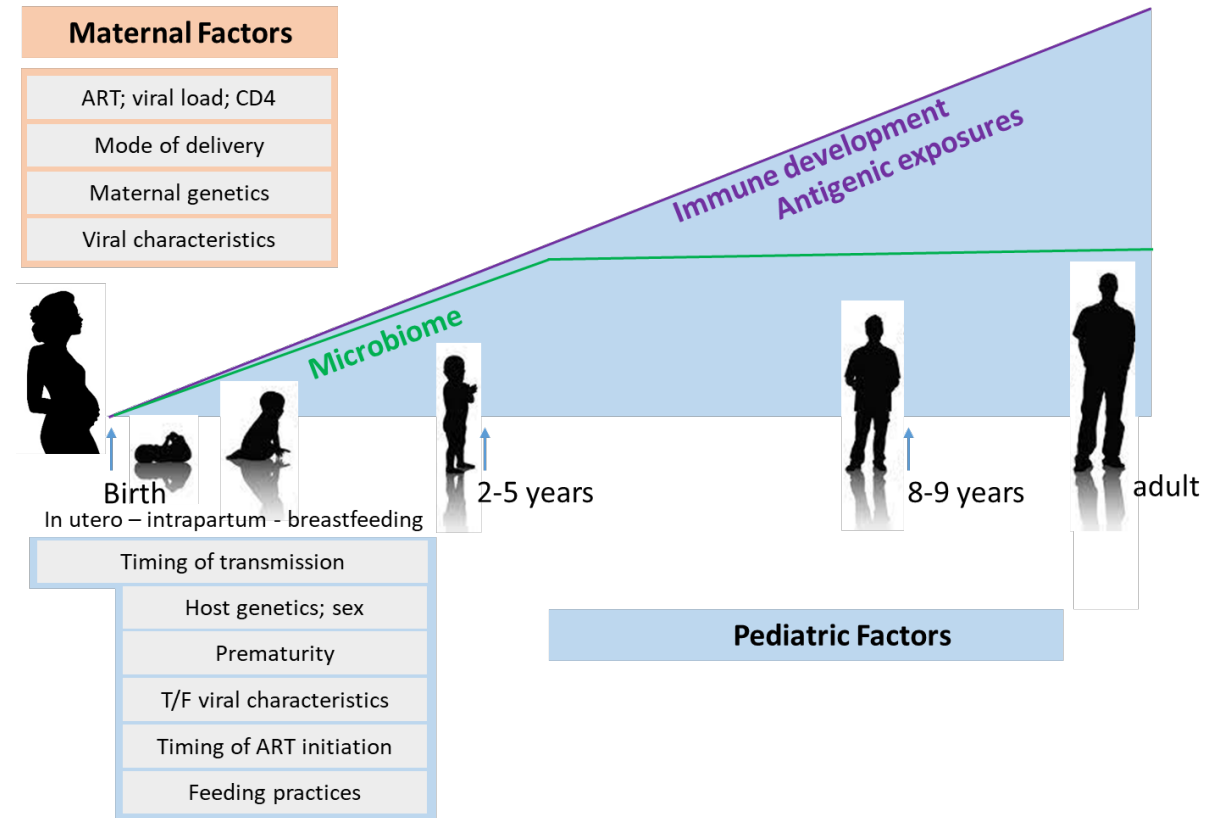 Maternal Factors
ART; viral load; CD4
Mode of delivery
Maternal genetics
Viral characteristics
Immune development
Antigenic exposures
Microbiome
Birth
2-5 years
8-9 years
adult
In utero – intrapartum - breastfeeding
Timing of transmission
Host genetics; sex
Prematurity
T/F viral characteristics
Timing of ART initiation
Feeding practices
Pediatric Factors